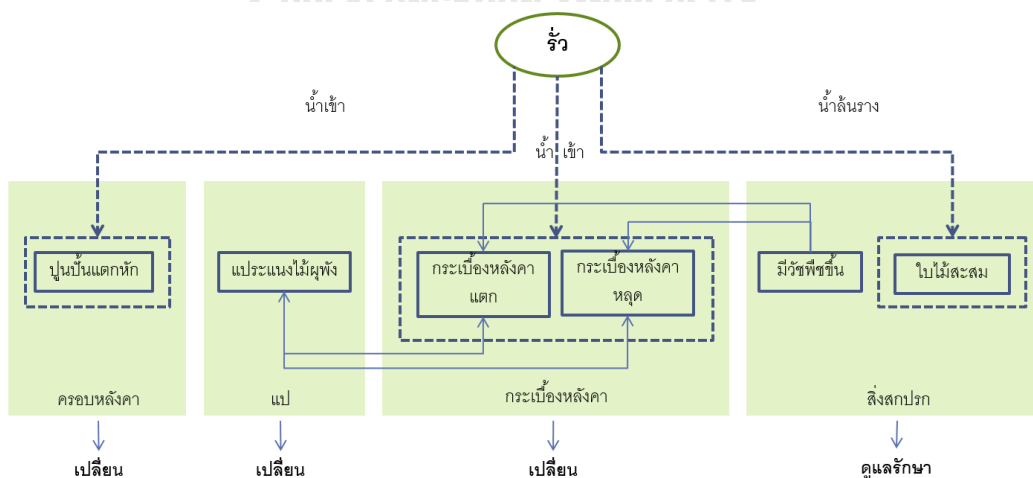 รั่ว
น้ำเข้า
น้ำล้นราง
น้ำ เข้า
ปูนปั้นแตกหัก
แประแนงไม้ผุพัง
กระเบื้องหลังคา
แตก
กระเบื้องหลังคา
หลุด
มีวัชพืชขึ้น
ใบไม้สะสม
ครอบหลังคา
แป
กระเบื้องหลังคา
สิ่งสกปรก
เปลี่ยน
เปลี่ยน
เปลี่ยน
ดูแลรักษา